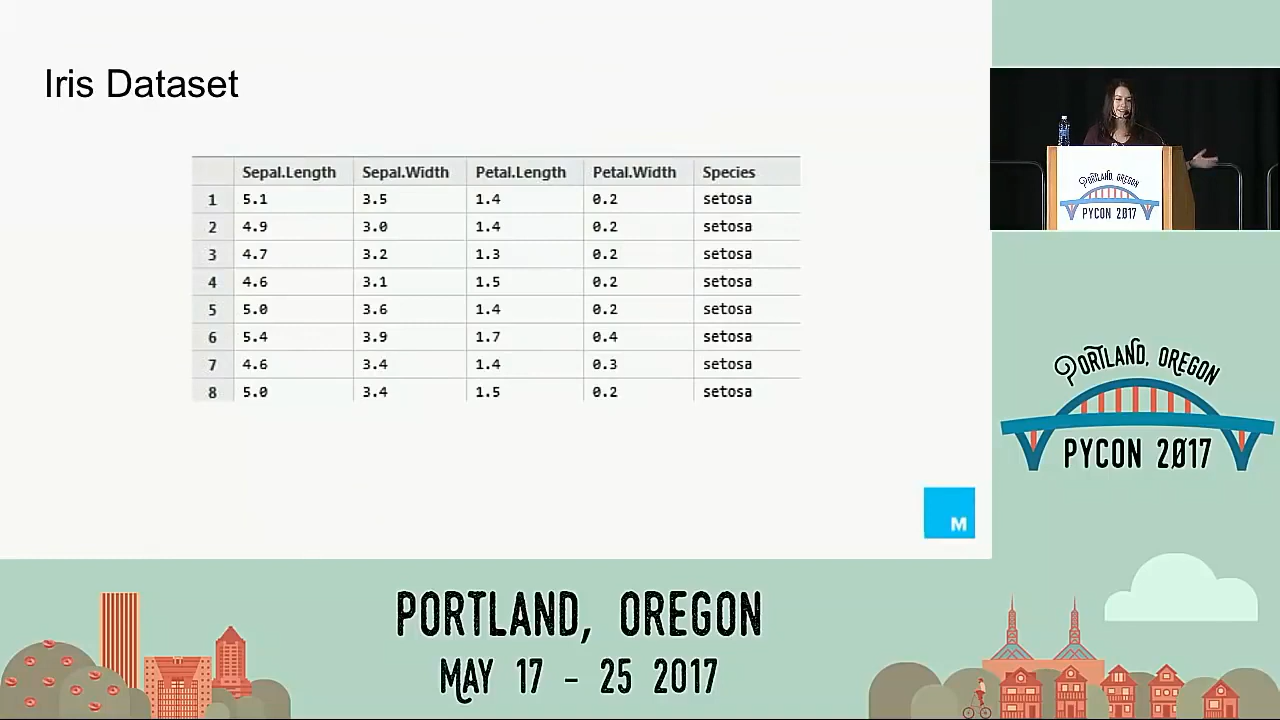 Iris Dataset
Sepal.Length Sepal.Width Petal.Length Petal.Width Species
1 5.1 3.5 1.4 0.2 setosa
2 4.9 3.0 1.4 0.2 setosa
3 4.7 3.2 1.3 0.2 setosa
4 4.6 3.1 1.5 0.2 setosa
5 5.0 3.6 1.4 0.2 setosa
6 5.4 3.9 1.7 0.4 setosa
7 4.6 3.4 1.4 0.3 setosa
8 5.0 3.4 1.5 0.2 setosa
M
PORTLAND, OREGON
PYCON 2017
PORTLAND, OREGON
PYCON 2017
PORTLAND, OREGON
MAY 17 - 25 2017